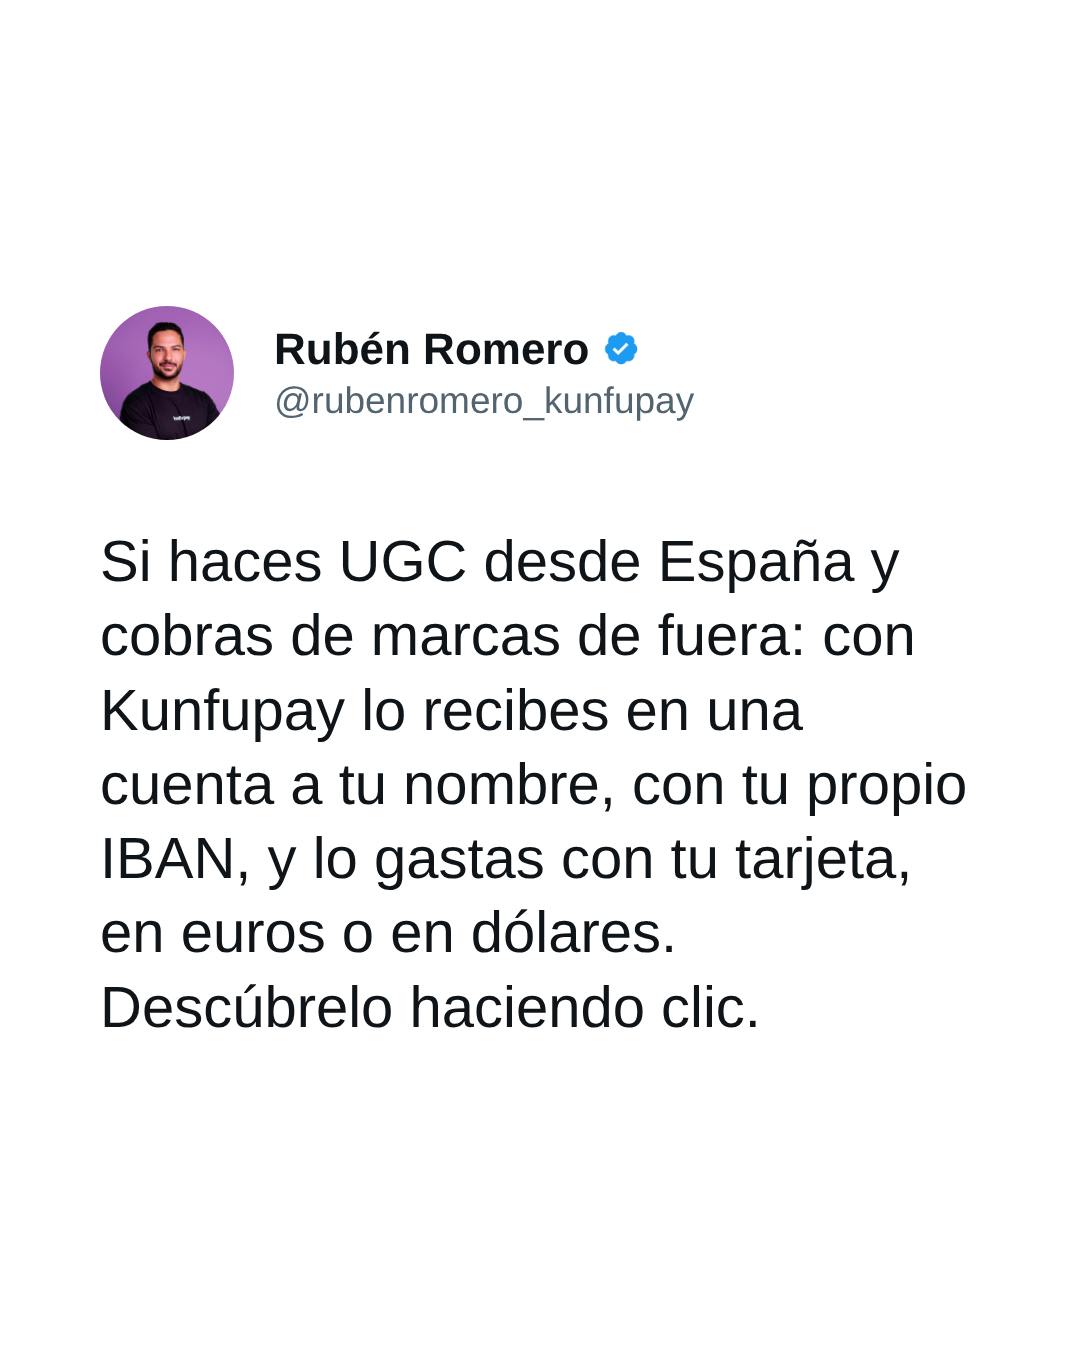 Rubén Romero
@rubenromero_kunfupay
Si haces UGC desde España y
cobras de marcas de fuera: con
Kunfupay lo recibes en una
cuenta a tu nombre, con tu propio
IBAN, y lo gastas con tu tarjeta,
en euros o en dólares.
Descúbrelo haciendo clic.